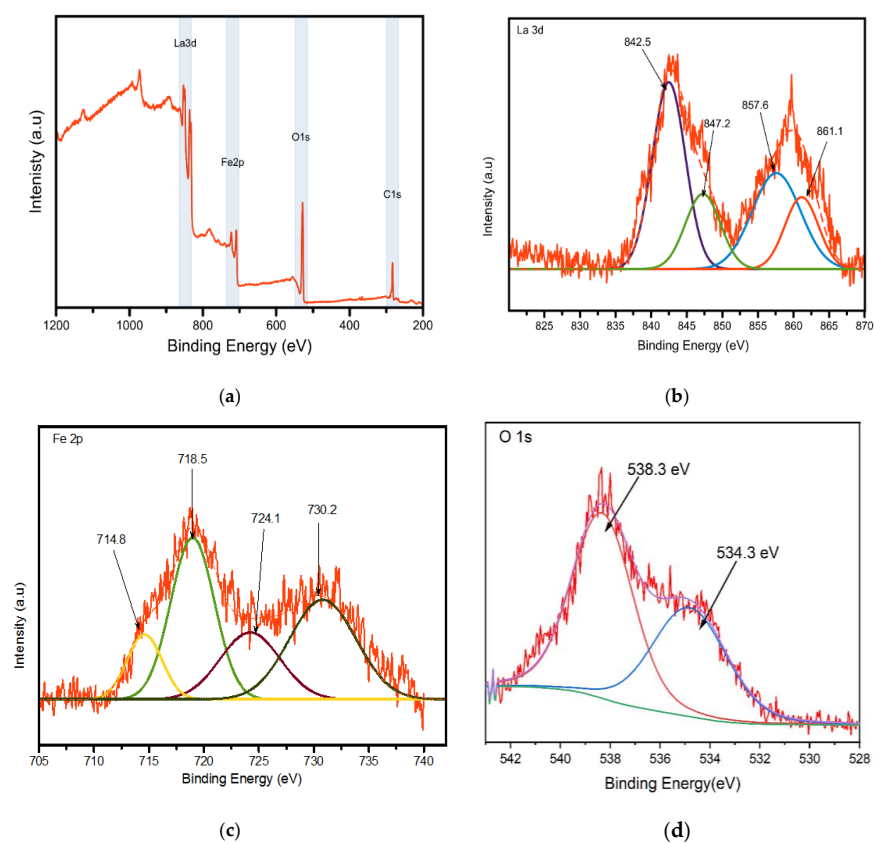 La3d
Fe2p
O1s
C1s
Intenisty (a.u)
1200 1000 800 600 400 200
Binding Energy (eV)
(a)
La 3d
842.5
847.2
857.6
861.1
Intensity (a.u)
825 830 835 840 845 850 855 860 865 870
Binding Energy (eV)
(b)
Fe 2p
718.5
714.8
724.1
730.2
Intensity (a.u)
705 710 715 720 725 730 735 740
Binding Energy (eV)
(c)
O 1s
538.3 eV
534.3 eV
Intensity (a.u)
542 540 538 536 534 532 530 528
Binding Energy(eV)
(d)